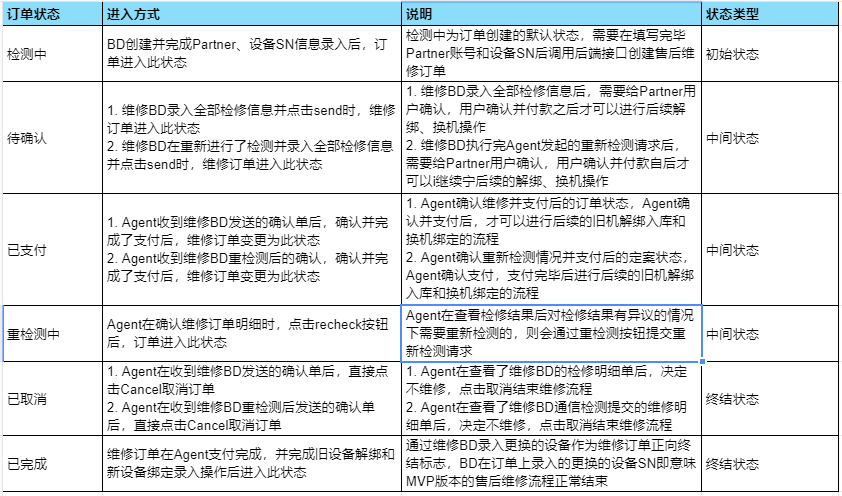 订单状态
进入方式
说明
状态类型
检测中
BD创建并完成Partner、设备SN信息录入后，订
单进入此状态
检测中为订单创建的默认状态，需要在填写完毕
Partner账号和设备SN后调用后端接口创建售后维
修订单
初始状态
待确认
1. 维修BD录入全部检修信息并点击send时，维修
订单进入此状态
2. 维修BD在重新进行了检测并录入全部检修信息
并点击send时，维修订单进入此状态
1. 维修BD录入全部检修信息后，需要给Partner用
户确认，用户确认并付款之后才可以进行后续解
绑、换机操作
2. 维修BD执行完Agent发起的重新检测请求后，
需要给Partner用户确认，用户确认并付款自后才
可以i继续宁后续的解绑、换机操作
中间状态
已支付
1. Agent收到维修BD发送的确认单后，确认并完
成了支付后，维修订单变更为此状态
2. Agent收到维修BD重检测后的确认，确认并完
成了支付后，维修订单变更为此状态
1. Agent确认维修并支付后的订单状态，Agent确
认并支付后，才可以进行后续的旧机解绑入库和
换机绑定的流程
2. Agent确认重新检测情况并支付后的定案状态，
Agent确认支付，支付完毕后进行后续的旧机解绑
入库和换机绑定的流程
中间状态
重检测中
Agent在确认维修订单明细时，点击recheck按钮
后，订单进入此状态
Agent在查看检修结果后对检修结果有异议的情况
下需要重新检测的，则会通过重检测按钮提交重
新检测请求
中间状态
已取消
1. Agent在收到维修BD发送的确认单后，直接点
击Cancel取消订单
2. Agent在收到维修BD重检测后发送的确认单
后，直接点击Cancel取消订单
1. Agent在查看了维修BD的检修明细单后，决定
不维修，点击取消结束维修流程
2. Agent在查看了维修BD通信检测提交的维修明
细单后，决定不维修，点击取消结束维修流程
终结状态
已完成
维修订单在Agent支付完成，并完成旧设备解绑和
新设备绑定录入操作后进入此状态
通过维修BD录入更换的设备作为维修订单正向终
结标志，BD在订单上录入的更换的设备SN即意味
MVP版本的售后维修流程正常结束
终结状态